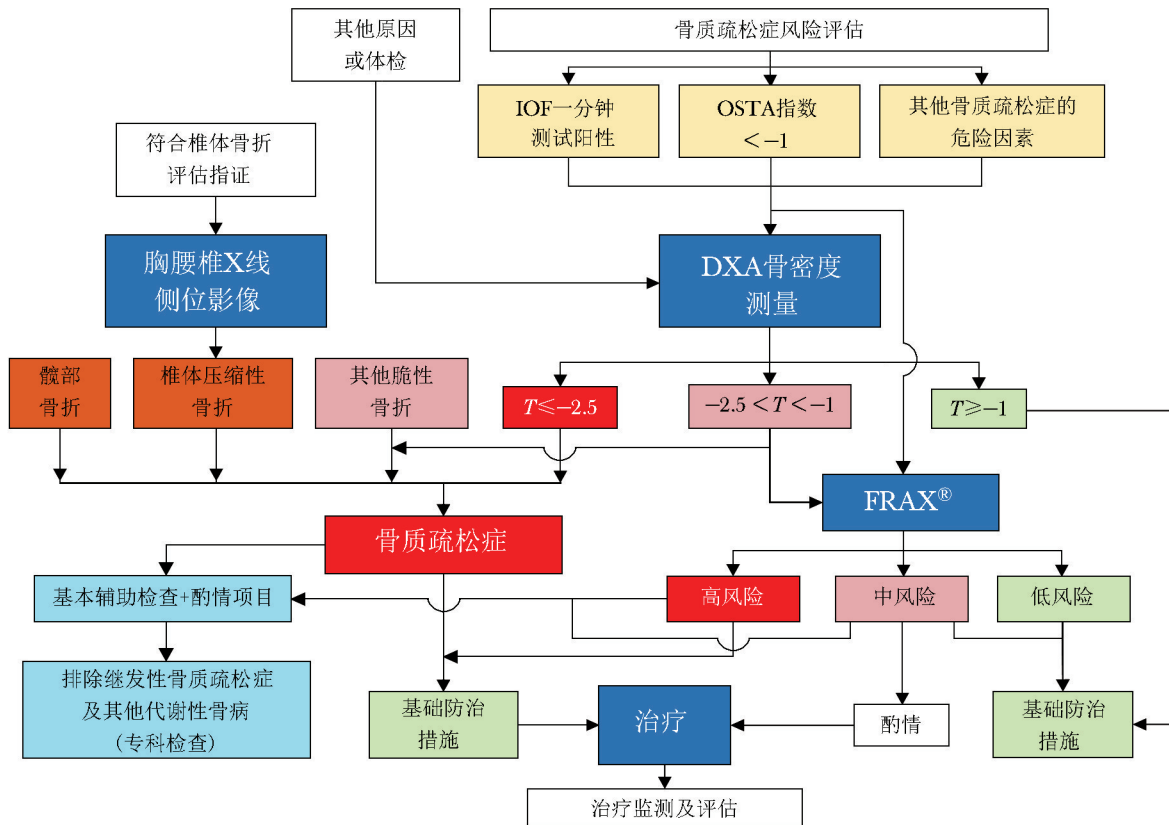 其他原因
或体检
骨质疏松症风险评估
IOF一分钟
测试阳性
OSTA指数
＜−1
其他骨质疏松症的
危险因素
符合椎体骨折
评估指证
胸腰椎X线
侧位影像
DXA骨密度
测量
髋部
骨折
椎体压缩性
骨折
其他脆性
骨折
T≤−2.5
−2.5＜T＜−1
T≥−1
FRAX®
骨质疏松症
基本辅助检查+酌情项目
高风险
中风险
低风险
排除继发性骨质疏松症
及其他代谢性骨病
(专科检查)
基础防治
措施
治疗
酌情
基础防治
措施
治疗监测及评估